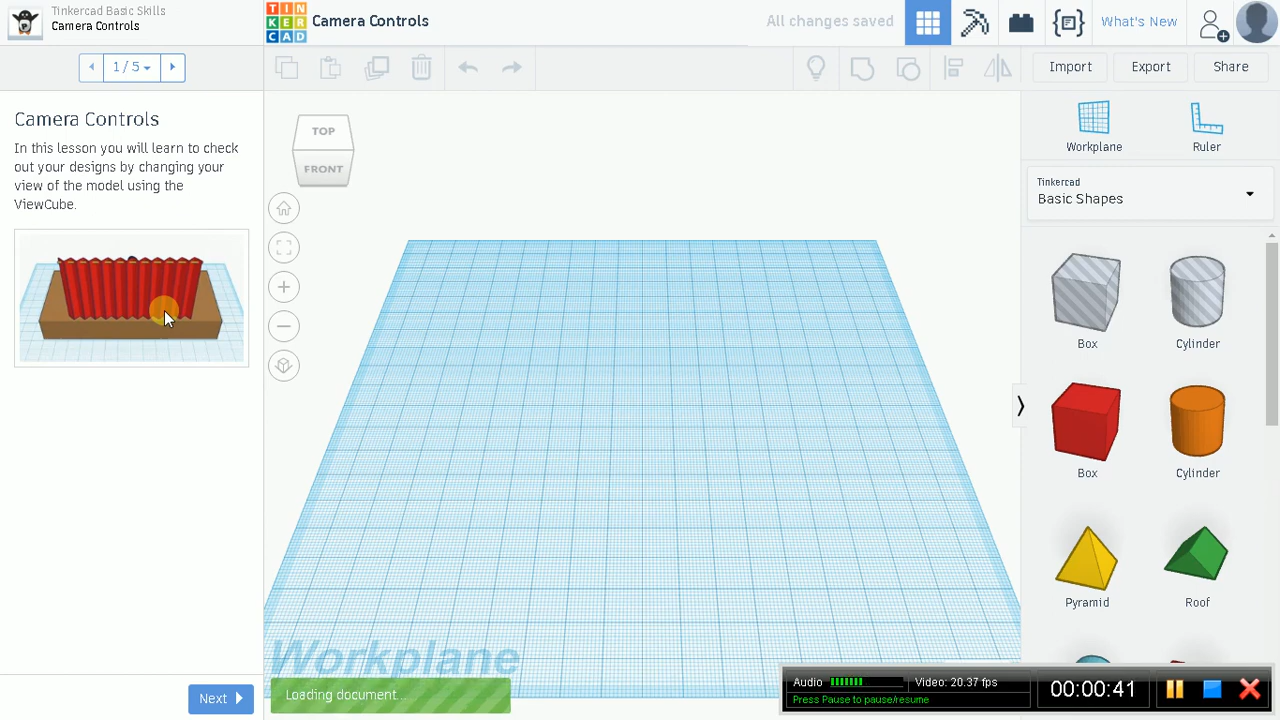 Tinkercad Basic Skills
Camera Controls
TIN
KER
CAD
Camera Controls
All changes saved
What's New
1 / 5
Import
Export
Share
Camera Controls
In this lesson you will learn to check
out your designs by changing your
view of the model using the
ViewCube.
TOP
FRONT
Workplane
Ruler
Tinkercad
Basic Shapes
Box
Cylinder
Box
Cylinder
Pyramid
Roof
Workplane
ext
Loading document...
Audio
Video: 20.37 fps
Press Pause to pause/resume
00:00:41